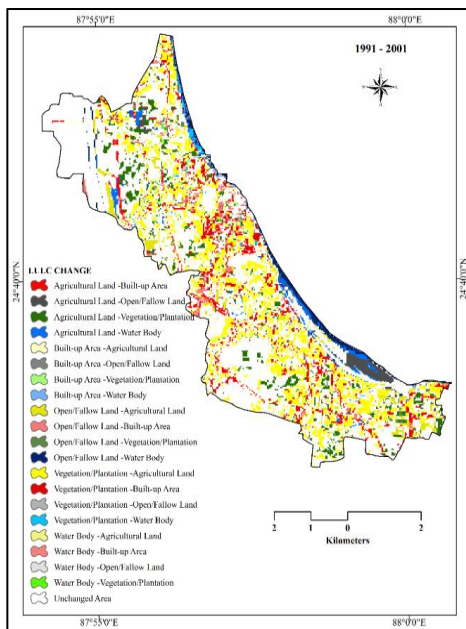 87°55'0"E
88°0'0"E
1991 - 2001
24°40'0"N
24°40'0"N
LULC CHANGE
Agricultural Land -Built-up Area
Agricultural Land -Open/Fallow Land
Agricultural Land -Vegetation/Plantation
Agricultural Land -Water Body
Built-up Area -Agricultural Land
Built-up Area -Open/Fallow Land
Built-up Area -Vegetation/Plantation
Built-up Area -Water Body
Open/Fallow Land -Agricultural Land
Open/Fallow Land -Built-up Area
Open/Fallow Land -Vegetation/Plantation
Open/Fallow Land -Water Body
Vegetation/Plantation -Agricultural Land
Vegetation/Plantation -Built-up Area
Vegetation/Plantation -Open/Fallow Land
Vegetation/Plantation -Water Body
Water Body -Agricultural Land
Water Body -Built-up Area
Water Body -Open/Fallow Land
Water Body -Vegetation/Plantation
Unchanged Area
2 1 0 2
Kilometers
87°55'0"E
88°0'0"E